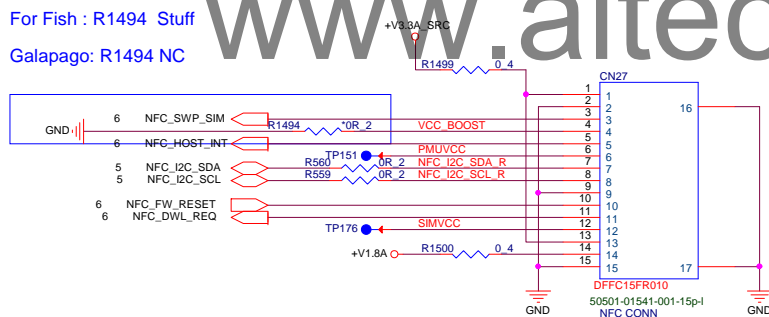 For Fish : R1494 Stuff
www.altec
+V3.3A_SRC
Galapago: R1494 NC
R1499 0_4
CN27
1 1
2 2
6 NFC_SWP_SIM 3 3
GND R1494 *0R_2 VCC_BOOST 4 4
6 NFC_HOST_INT 5 5
TP151 PMUVCC 6 6
5 NFC_I2C_SDA R560 0R_2 NFC_I2C_SDA_R 7 7
5 NFC_I2C_SCL R559 0R_2 NFC_I2C_SCL_R 8 8
9 9
6 NFC_FW_RESET 10 10
6 NFC_DWL_REQ 11 11
TP176 SIMVCC 12 12
13 13
+V1.8A R1500 0_4 14 14
15 15
16
17
DFFC15FR010
50501-01541-001-15p-l
NFC CONN
GND
GND